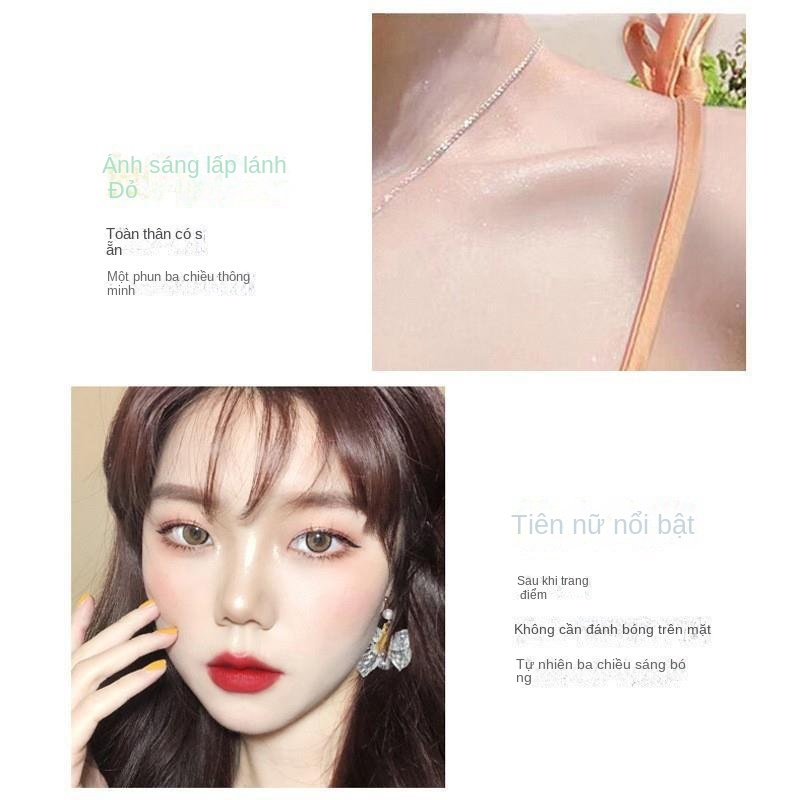 Ánh sáng lấp lánh
Đỏ
Toàn thân có s
ẵn
Một phun ba chiều thông
minh
Tiên nữ nổi bật
Sau khi trang
điểm
Không cần đánh bóng trên mặt
Tự nhiên ba chiều sáng bó
ng